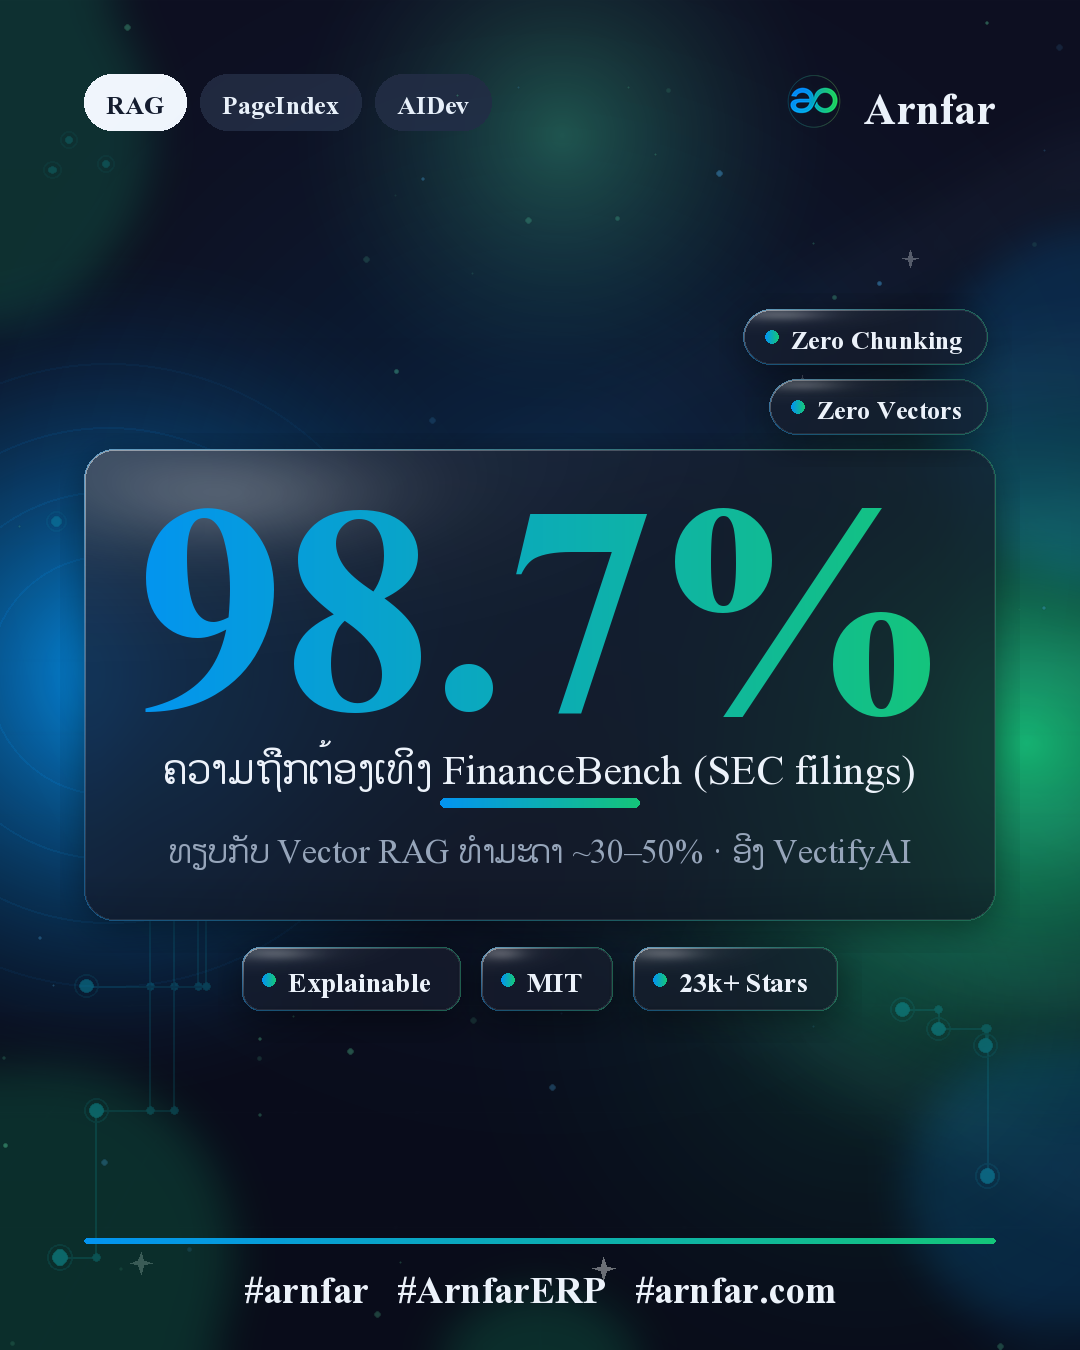 RAG PageIndex AIDev
Arnfar
Zero Chunking
Zero Vectors
98.7%
ຄວາມຖືກຕ້ອງເທິງ FinanceBench (SEC filings)
ທຽບກັບ Vector RAG ທຳມະດາ ~30–50% · ອີງ VectifyAI
Explainable MIT 23k+ Stars
#arnfar #ArnfarERP #arnfar.com